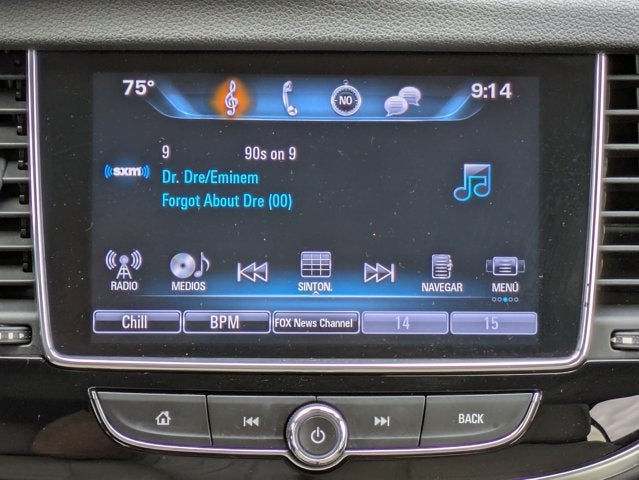 75° NO 9:14
9 90s on 9
((sxm))
Dr. Dre/Eminem
Forgot About Dre (00)
RADIO MEDIOS SINTON. NAVEGAR MENÚ
Chill BPM FOX News Channel 14 15
BACK